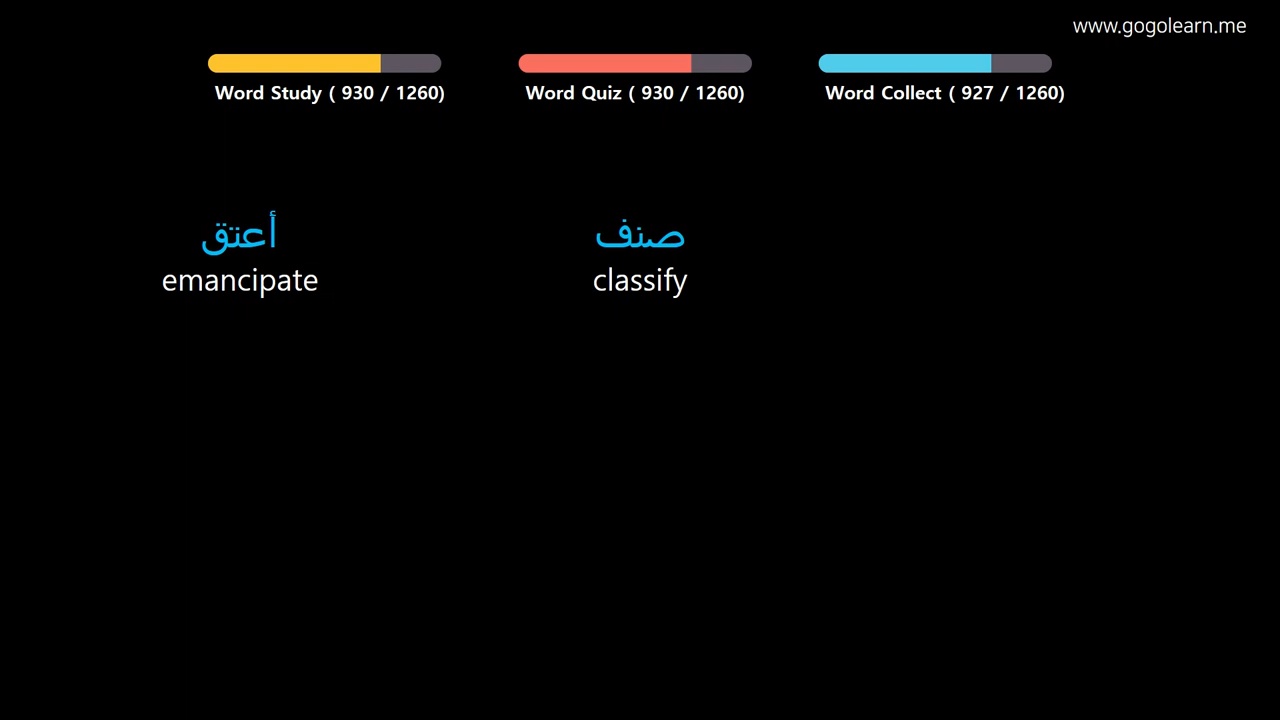 www.gogolearn.me
Word Study ( 930 / 1260)
Word Quiz ( 930 / 1260)
Word Collect ( 927 / 1260)
أعتق
emancipate
صنف
classify